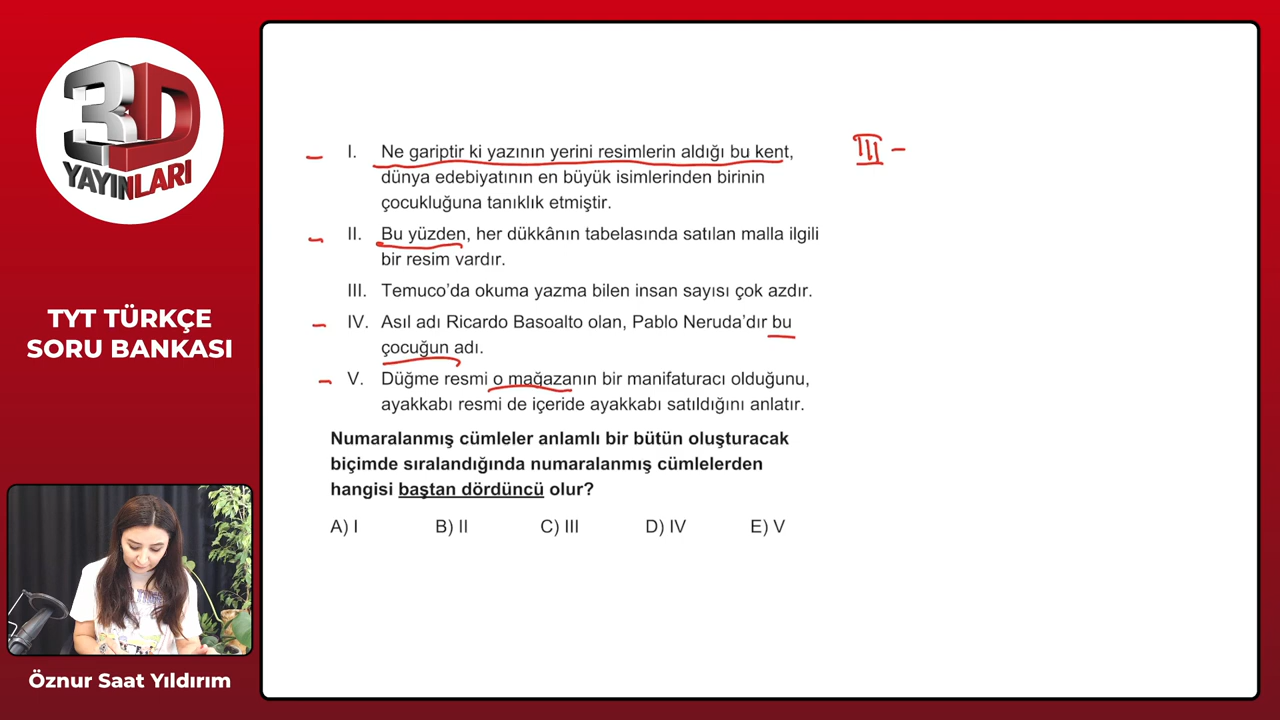 3D
YAYINLARI
TYT TÜRKÇE
SORU BANKASI
Öznur Saat Yıldırım
I. Ne gariptir ki yazının yerini resimlerin aldığı bu kent,
dünya edebiyatının en büyük isimlerinden birinin
çocukluğuna tanıklık etmiştir.
II. Bu yüzden, her dükkânın tabelasında satılan malla ilgili
bir resim vardır.
III. Temuco’da okuma yazma bilen insan sayısı çok azdır.
IV. Asıl adı Ricardo Basoalto olan, Pablo Neruda’dır bu
çocuğun adı.
V. Düğme resmi o mağazanın bir manifaturacı olduğunu,
ayakkabı resmi de içeride ayakkabı satıldığını anlatır.
Numaralanmış cümleler anlamlı bir bütün oluşturacak
biçimde sıralandığında numaralanmış cümlelerden
hangisi baştan dördüncü olur?
A) I B) II C) III D) IV E) V
III -